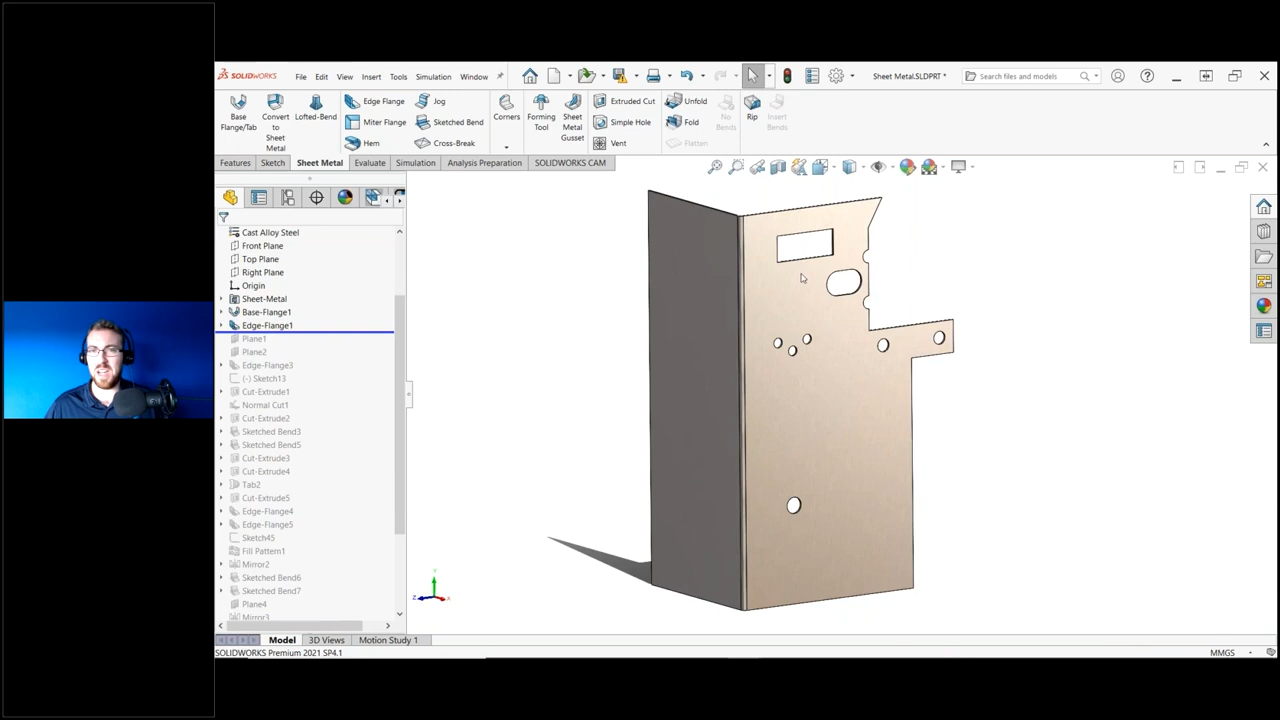 SOLIDWORKS File Edit View Insert Tools Simulation Window Sheet Metal.SLDPRT * Search files and models
Base Flange/Tab
Convert to Sheet Metal
Lofted-Bend
Edge Flange
Miter Flange
Hem
Jog
Sketched Bend
Cross-Break
Corners
Forming Tool
Sheet Metal Gusset
Extruded Cut
Simple Hole
Vent
Unfold
Fold
Flatten
No Bends
Rip
Insert Bends
Features Sketch Sheet Metal Evaluate Simulation Analysis Preparation SOLIDWORKS CAM
Cast Alloy Steel
Front Plane
Top Plane
Right Plane
Origin
Sheet-Metal
Base-Flange1
Edge-Flange1
Plane1
Plane2
Edge-Flange3
(-) Sketch13
Cut-Extrude1
Normal Cut1
Cut-Extrude2
Sketched Bend3
Sketched Bend5
Cut-Extrude3
Cut-Extrude4
Tab2
Cut-Extrude5
Edge-Flange4
Edge-Flange5
Sketch45
Fill Pattern1
Mirror2
Sketched Bend6
Sketched Bend7
Plane4
Mirror3
Y
Z X
Model 3D Views Motion Study 1
SOLIDWORKS Premium 2021 SP4.1 MMGS